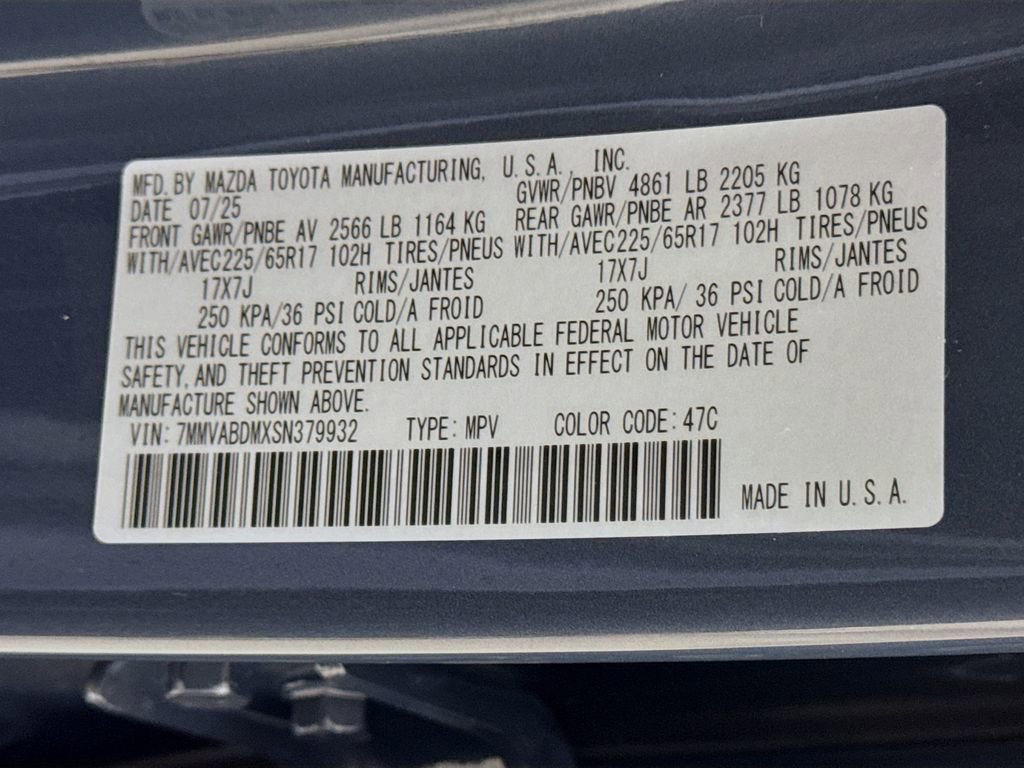 MFD. BY MAZDA TOYOTA MANUFACTURING, U.S.A., INC.
DATE 07/25 GVWR/PNBV 4861 LB 2205 KG
FRONT GAWR/PNBE AV 2566 LB 1164 KG REAR GAWR/PNBE AR 2377 LB 1078 KG
WITH/AVEC225/65R17 102H TIRES/PNEUS WITH/AVEC225/65R17 102H TIRES/PNEUS
17X7J RIMS/JANTES 17X7J RIMS/JANTES
250 KPA/36 PSI COLD/A FROID 250 KPA/ 36 PSI COLD/A FROID
THIS VEHICLE CONFORMS TO ALL APPLICABLE FEDERAL MOTOR VEHICLE
SAFETY, AND THEFT PREVENTION STANDARDS IN EFFECT ON THE DATE OF
MANUFACTURE SHOWN ABOVE.
VIN: 7MMVABDMXSN379932 TYPE: MPV COLOR CODE: 47C
MADE IN U.S.A.